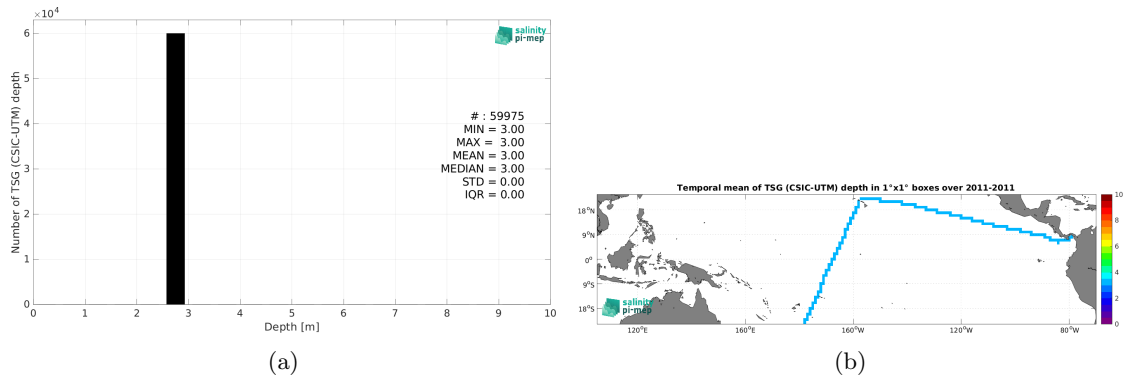 ×10⁴
6
5
4
3
2
1
0
Number of TSG (CSIC-UTM) depth
salinity
pi-mep
# : 59975
MIN = 3.00
MAX = 3.00
MEAN = 3.00
MEDIAN = 3.00
STD = 0.00
IQR = 0.00
0 1 2 3 4 5 6 7 8 9 10
Depth [m]
(a)
Temporal mean of TSG (CSIC-UTM) depth in 1°x1° boxes over 2011-2011
18°N
9°N
0°
9°S
18°S
salinity
pi-mep
120°E 160°E 160°W 120°W 80°W
10
8
6
4
2
0
(b)